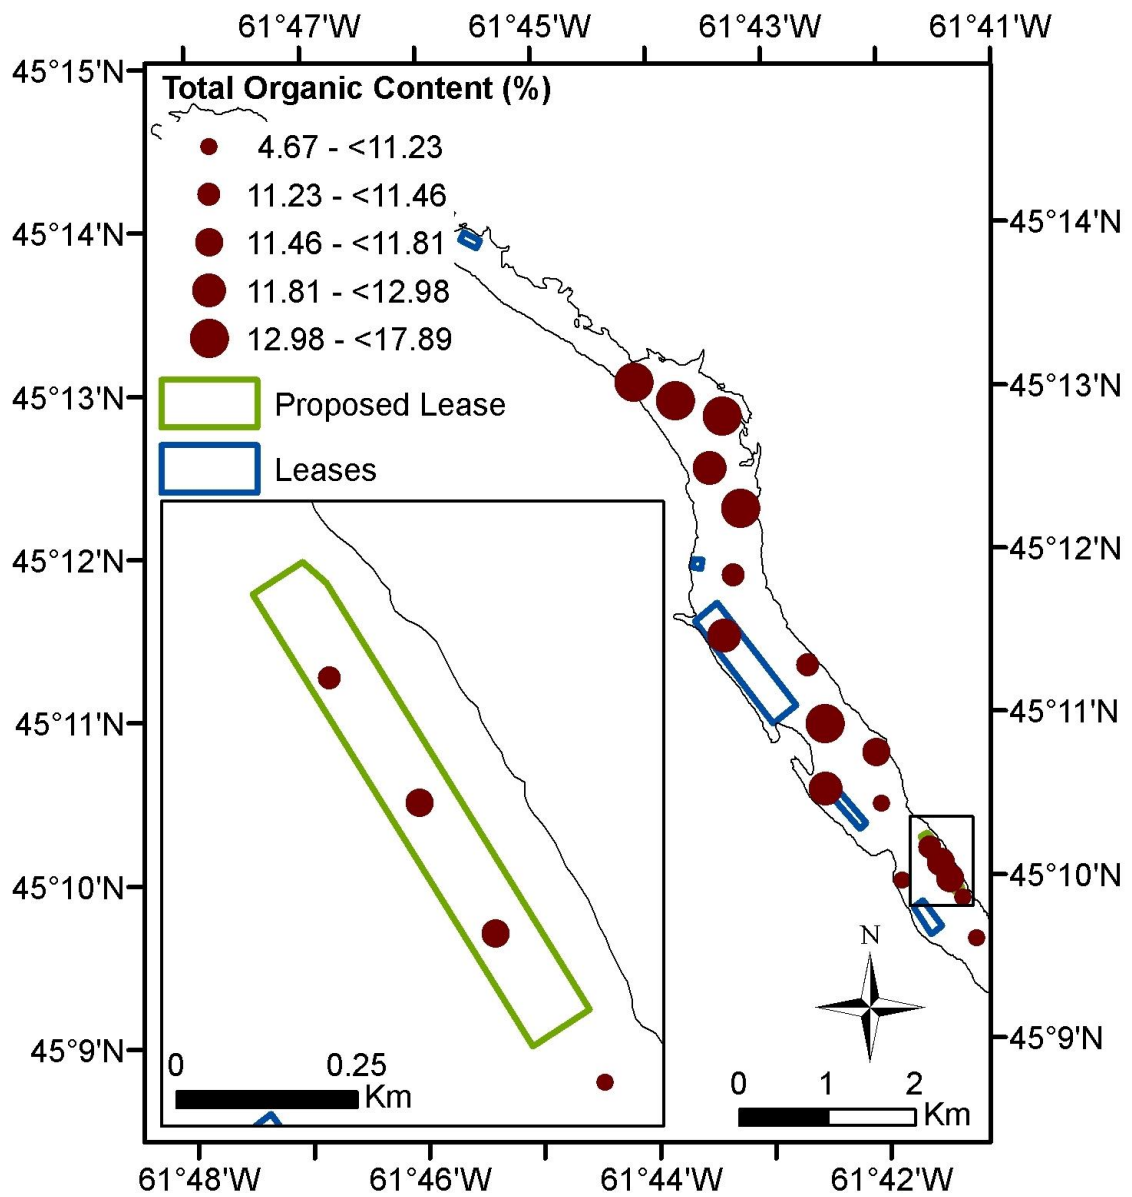 61°47'W 61°45'W 61°43'W 61°41'W
45°15'N
Total Organic Content (%)
4.67 - <11.23
11.23 - <11.46
11.46 - <11.81
11.81 - <12.98
12.98 - <17.89
Proposed Lease
Leases
45°14'N 45°14'N
45°13'N 45°13'N
45°12'N 45°12'N
45°11'N 45°11'N
45°10'N 45°10'N
45°9'N 45°9'N
N
0 0.25
Km
0 1 2
Km
61°48'W 61°46'W 61°44'W 61°42'W